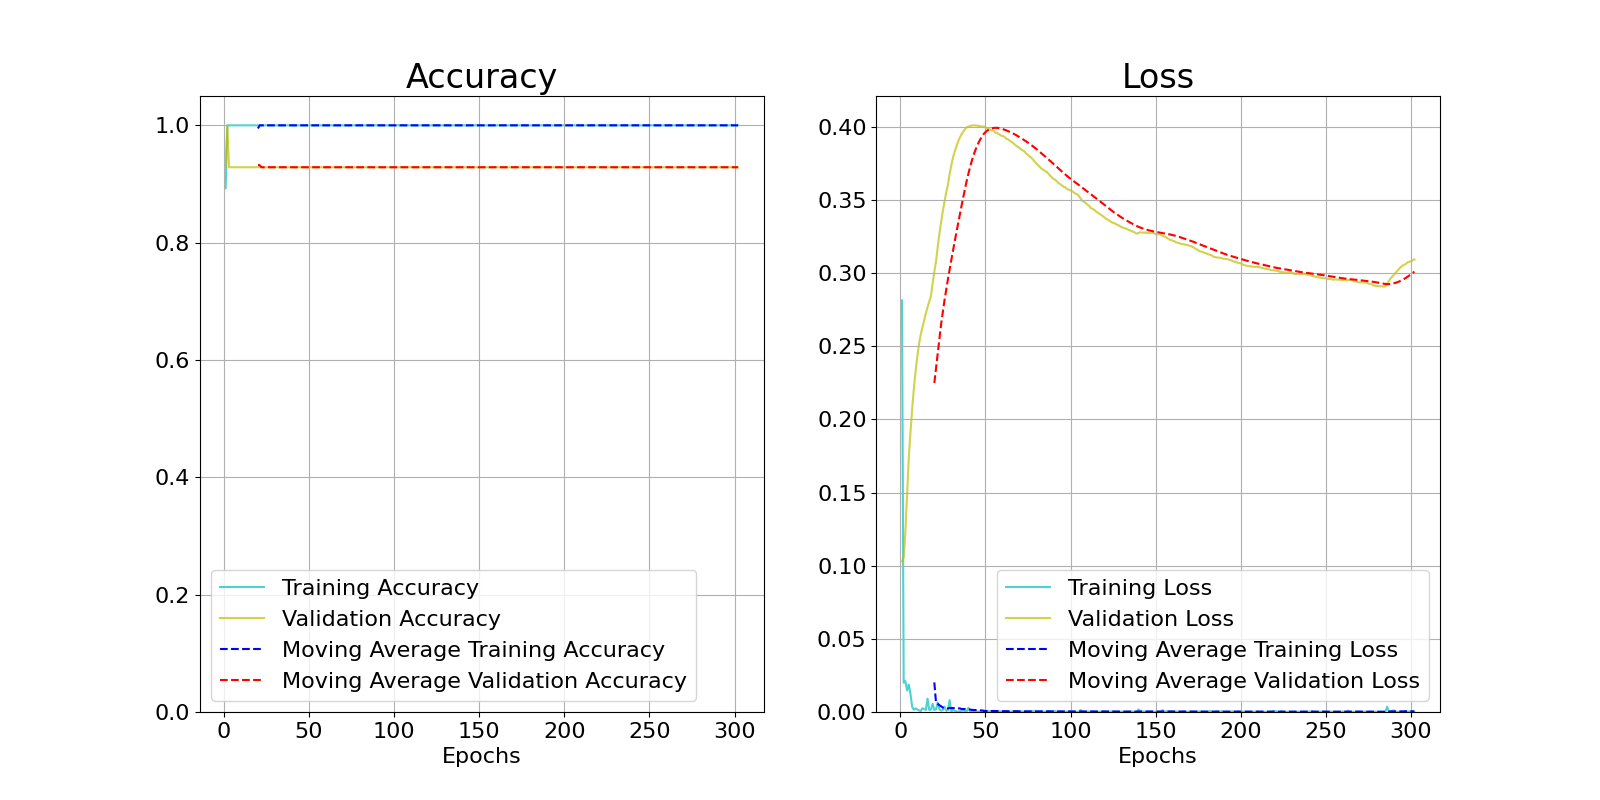 Accuracy
1.0
0.8
0.6
0.4
0.2
0.0
0 50 100 150 200 250 300
Epochs
Training Accuracy
Validation Accuracy
Moving Average Training Accuracy
Moving Average Validation Accuracy
Loss
0.40
0.35
0.30
0.25
0.20
0.15
0.10
0.05
0.00
0 50 100 150 200 250 300
Epochs
Training Loss
Validation Loss
Moving Average Training Loss
Moving Average Validation Loss